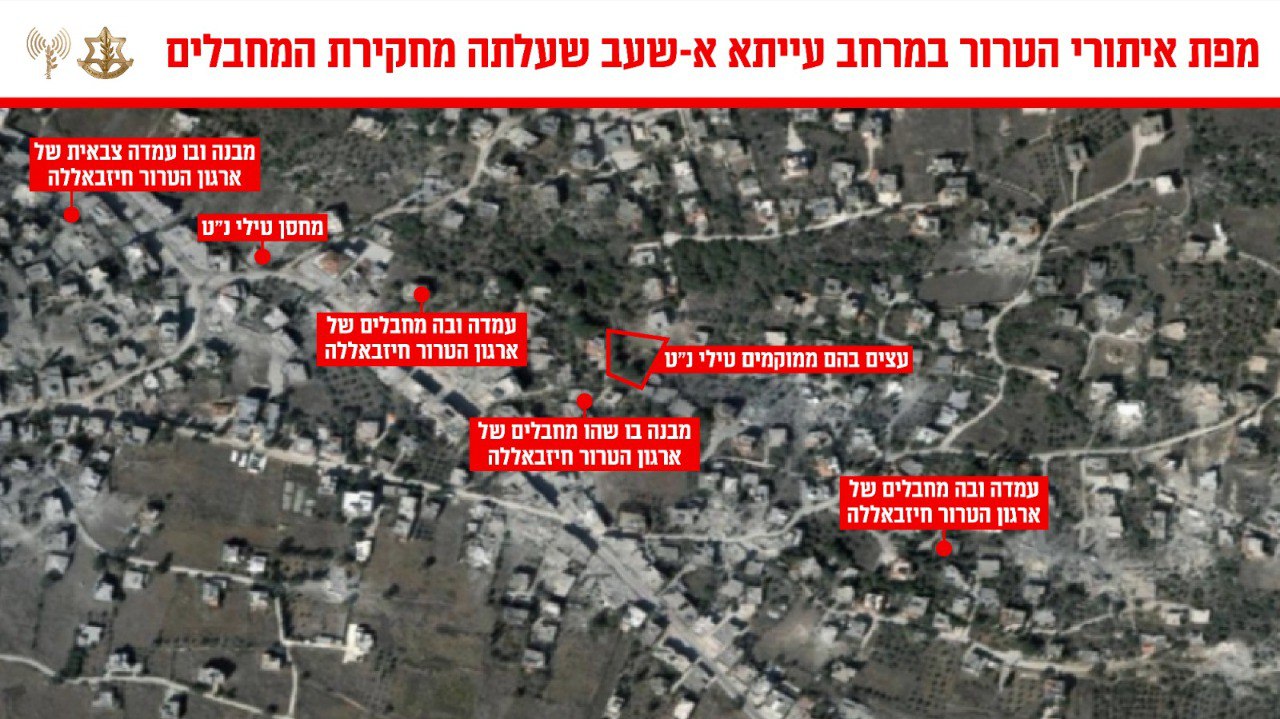 מפת איתורי הטרור במרחב עייתא א-שעב שעלתה מחקירת המחבלים
מבנה ובו עמדה צבאית של
ארגון הטרור חיזבאללה
מחסן טילי נ"ט
עמדה ובה מחבלים של
ארגון הטרור חיזבאללה
עצים בהם ממוקמים טילי נ"ט
מבנה בו שהו מחבלים של
ארגון הטרור חיזבאללה
עמדה ובה מחבלים של
ארגון הטרור חיזבאללה